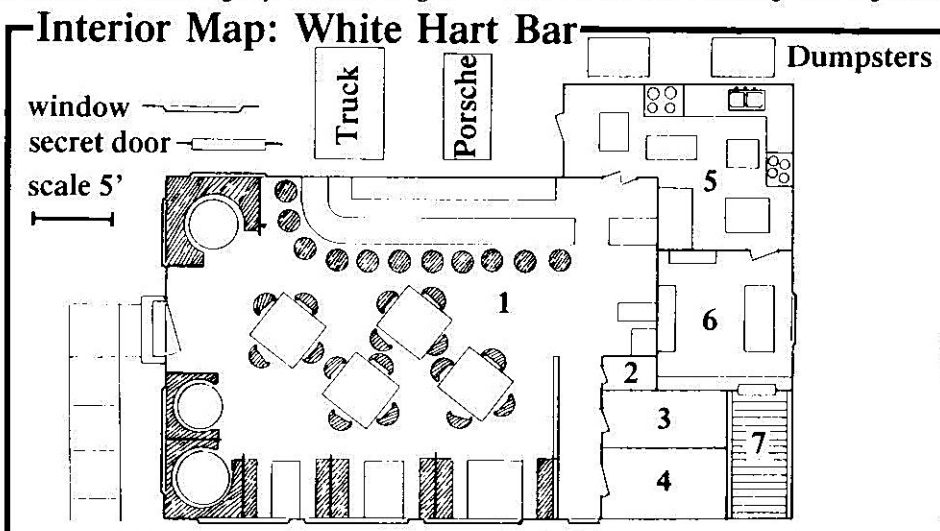 Interior Map: White Hart Bar
Dumpsters
Truck
Porsche
window
secret door
scale 5'
5
1
6
2
3
7
4